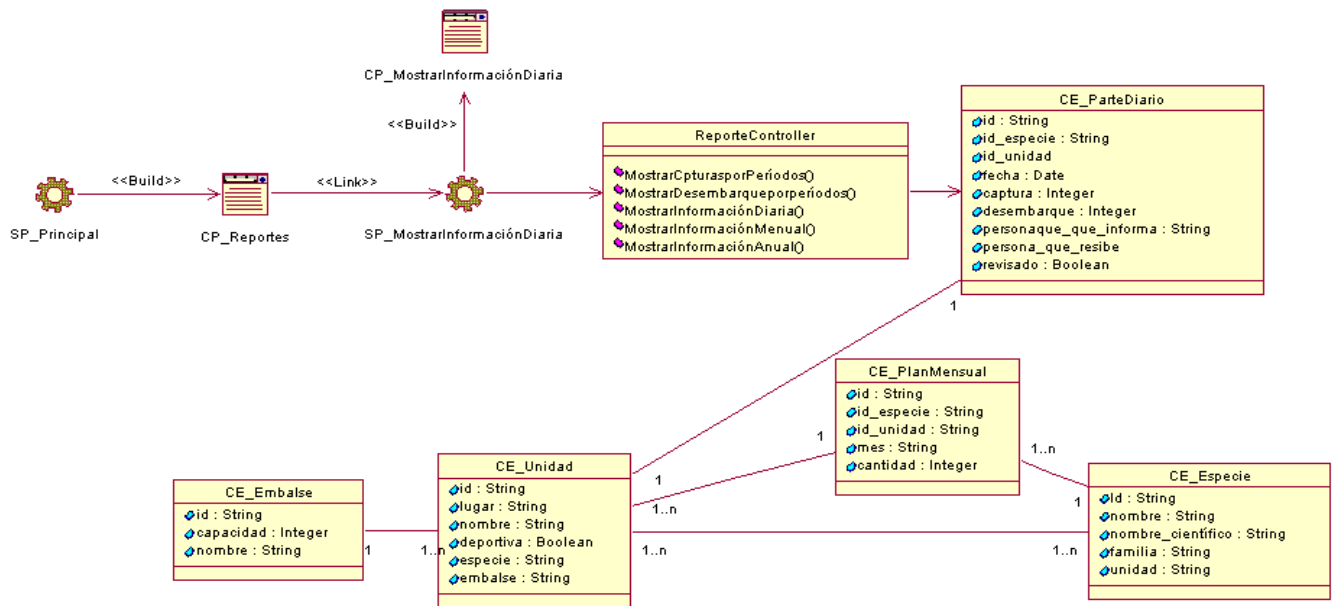 CP_MostrarInformaciónDiaria
<<Build>>
<<Build>>
<<Link>>
SP_Principal
CP_Reportes
SP_MostrarInformaciónDiaria
ReporteController
MostrarCpturasporPeríodos()
MostrarDesembarqueporperíodos()
MostrarInformaciónDiaria()
MostrarInformaciónMenual()
MostrarInformaciónAnual()
CE_ParteDiario
id : String
id_especie : String
id_unidad
fecha : Date
captura : Integer
desembarque : Integer
personaque_que_informa : String
persona_que_resibe
revisado : Boolean
1
CE_PlanMensual
id : String
id_especie : String
id_unidad : String
mes : String
cantidad : Integer
1
1..n
CE_Unidad
id : String
lugar : String
nombre : String
deportiva : Boolean
especie : String
embalse : String
1
1..n
1..n
1..n
CE_Embalse
id : String
capacidad : Integer
nombre : String
1
CE_Especie
Id : String
nombre : String
nombre_científico : String
familia : String
unidad : String
1
1..n